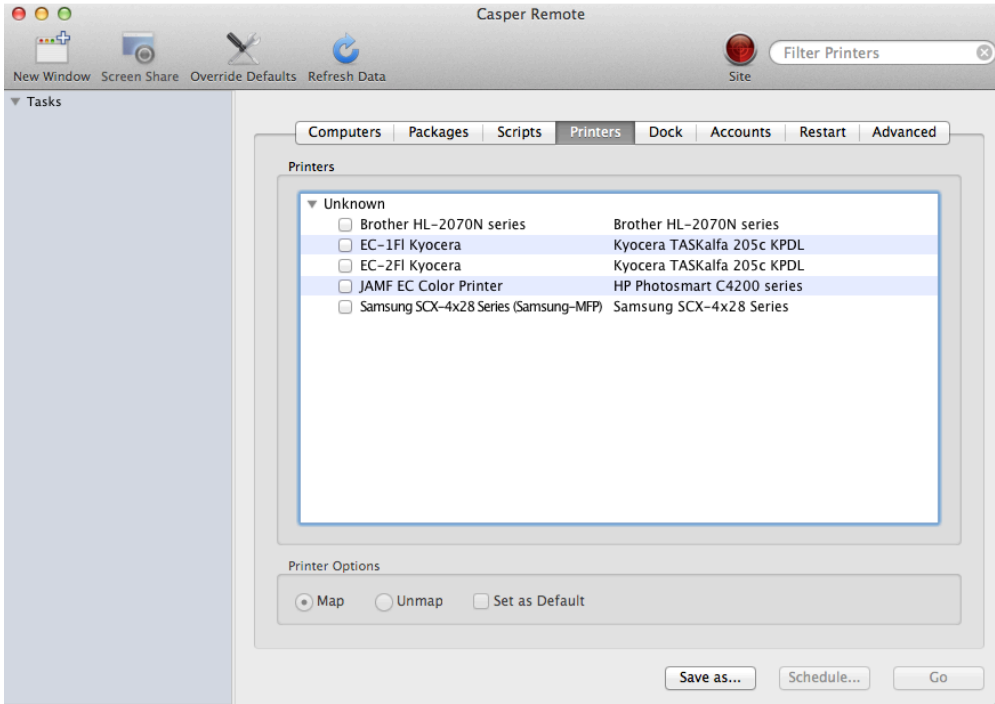 Casper Remote
New Window Screen Share Override Defaults Refresh Data Site Filter Printers
Tasks
Computers Packages Scripts Printers Dock Accounts Restart Advanced
Printers
Unknown
Brother HL-2070N series Brother HL-2070N series
EC-1Fl Kyocera Kyocera TASKalfa 205c KPDL
EC-2Fl Kyocera Kyocera TASKalfa 205c KPDL
JAMF EC Color Printer HP Photosmart C4200 series
Samsung SCX-4x28 Series (Samsung-MFP) Samsung SCX-4x28 Series
Printer Options
Map Unmap Set as Default
Save as... Schedule... Go